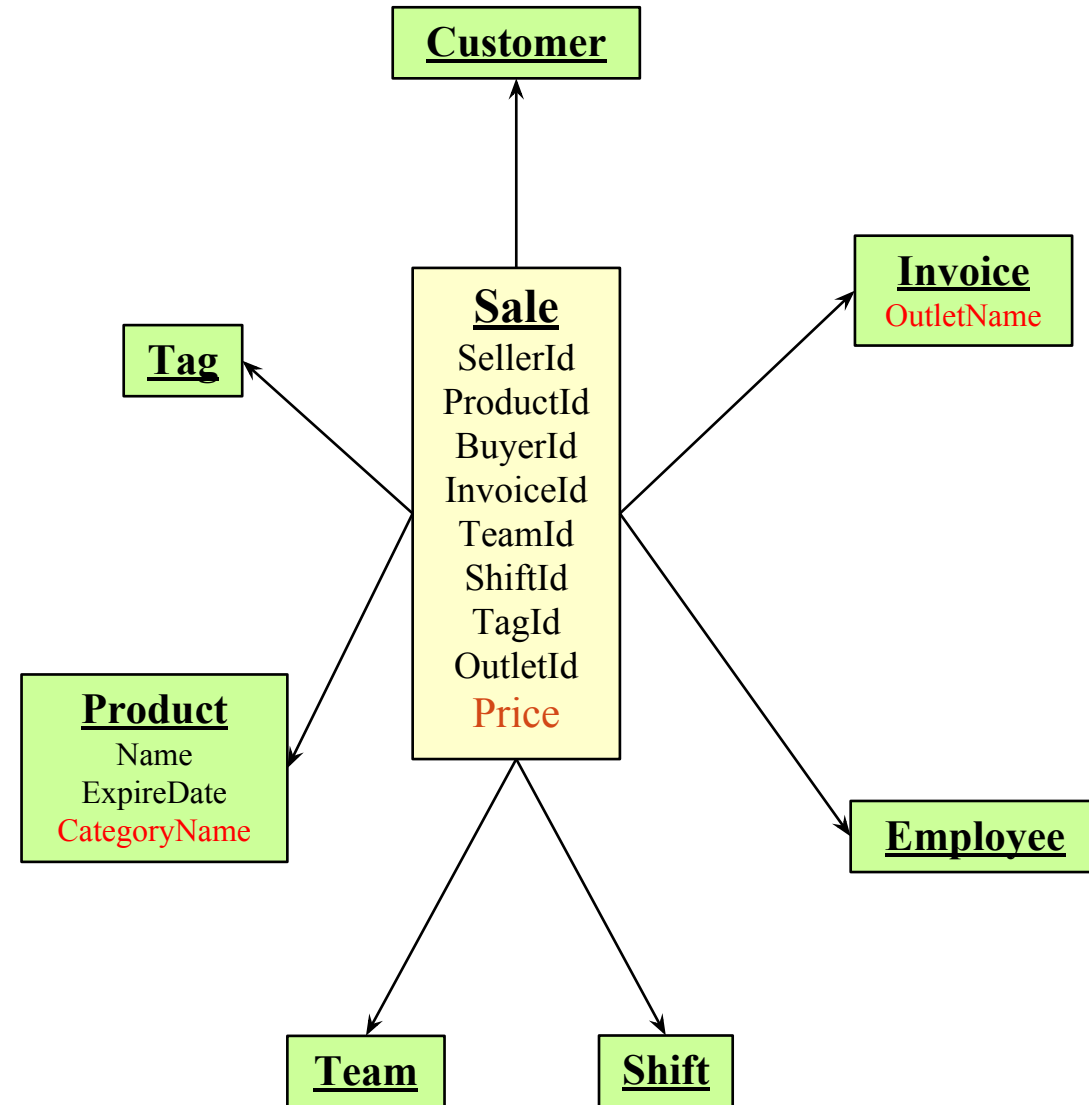 Customer
Invoice
OutletName
Sale
SellerId
ProductId
BuyerId
InvoiceId
TeamId
ShiftId
TagId
OutletId
Price
Tag
Product
Name
ExpireDate
CategoryName
Employee
Team
Shift